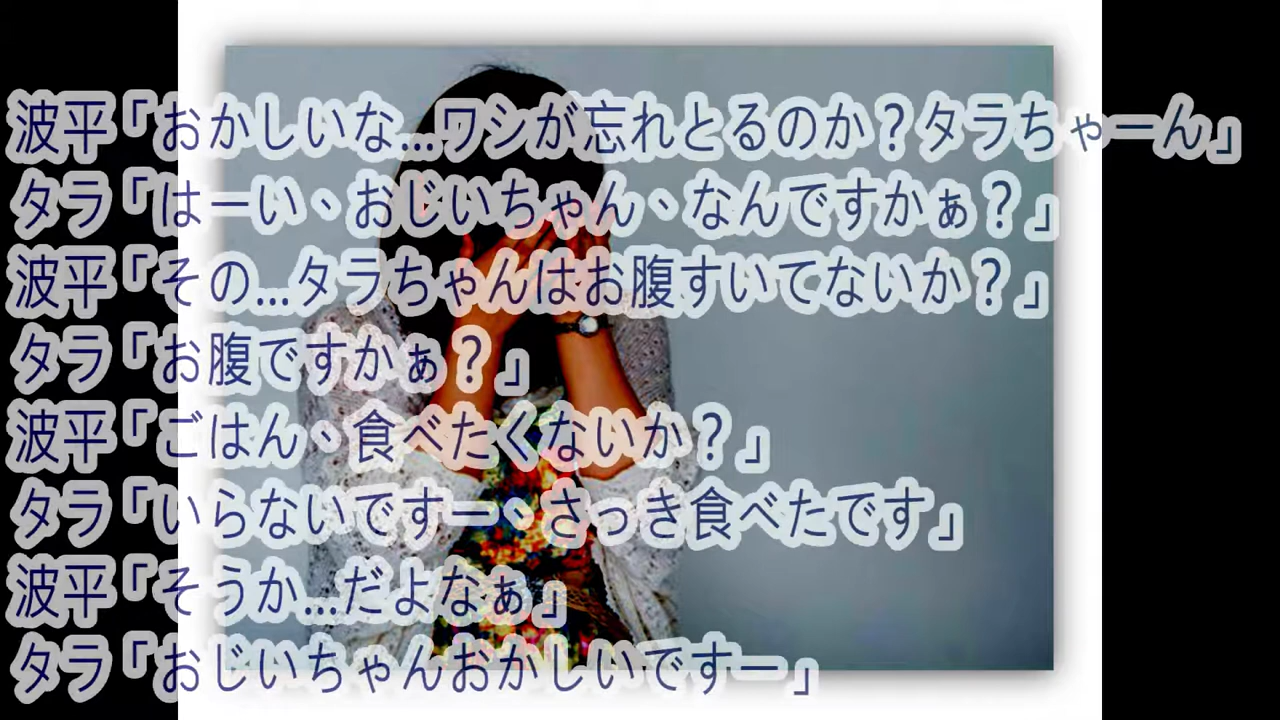 波平「おかしいな...ワシが忘れとるのか？タラちゃーん」
タラ「はーい、おじいちゃん、なんですかぁ？」
波平「その...タラちゃんはお腹すいてないか？」
タラ「お腹ですかぁ？」
波平「ごはん、食べたくないか？」
タラ「いらないですー、さっき食べたです」
波平「そうか...だよなぁ」
タラ「おじいちゃんおかしいですー」